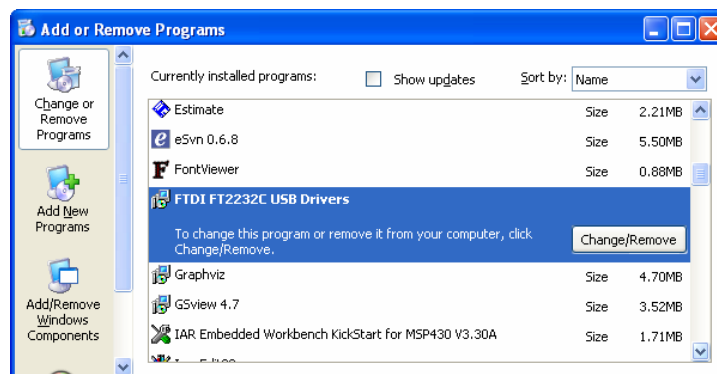 Add or Remove Programs
Change or
Remove
Programs
Add New
Programs
Add/Remove
Windows
Components
Currently installed programs:
Show updates
Sort by: Name
Estimate Size 2.21MB
eSvn 0.6.8 Size 5.50MB
FontViewer Size 0.88MB
FTDI FT2232C USB Drivers
To change this program or remove it from your computer, click
Change/Remove.
Change/Remove
Graphviz Size 4.70MB
GSview 4.7 Size 3.52MB
IAR Embedded Workbench KickStart for MSP430 V3.30A Size 1.71MB